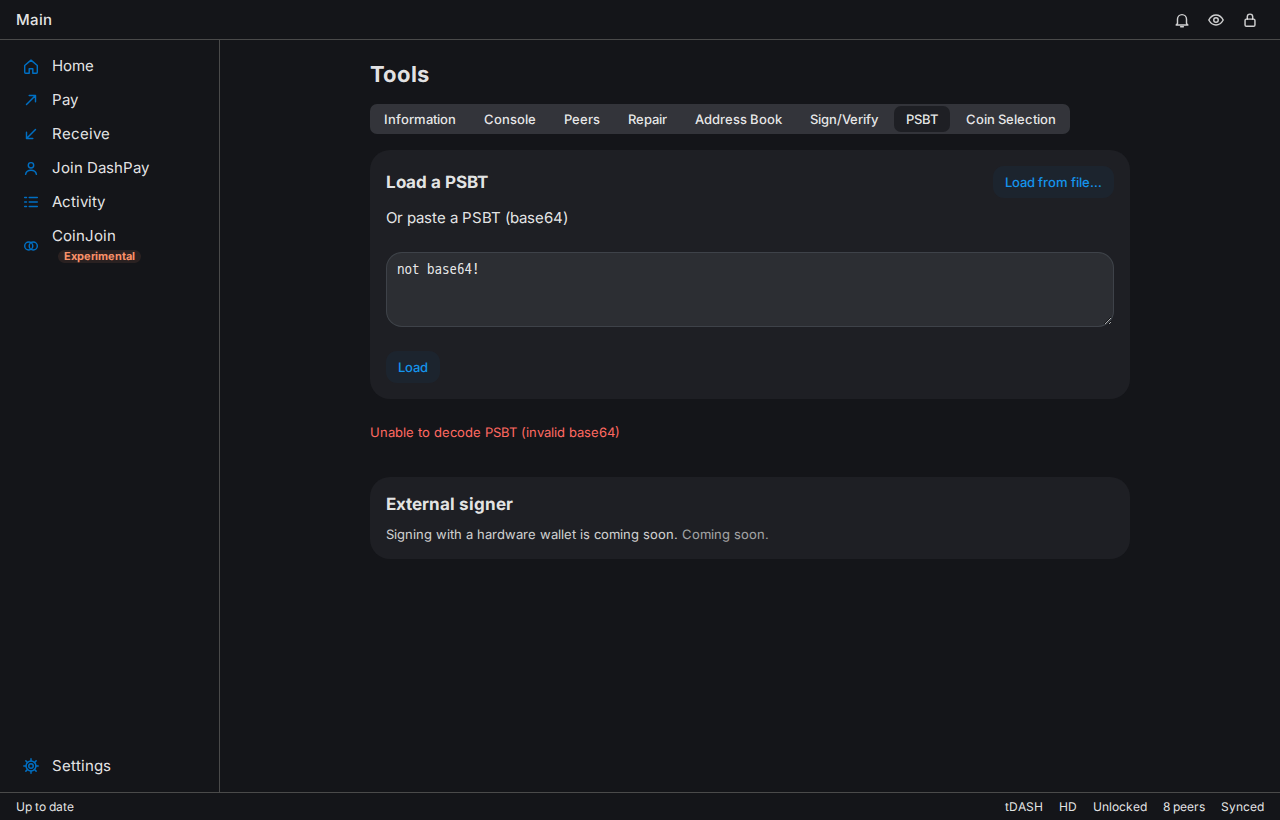 Main
Home
Pay
Receive
Join DashPay
Activity
CoinJoin
Experimental
Settings
Tools
Information Console Peers Repair Address Book Sign/Verify PSBT Coin Selection
Load a PSBT
Load from file...
Or paste a PSBT (base64)
not base64!
Load
Unable to decode PSBT (invalid base64)
External signer
Signing with a hardware wallet is coming soon. Coming soon.
Up to date
tDASH HD Unlocked 8 peers Synced